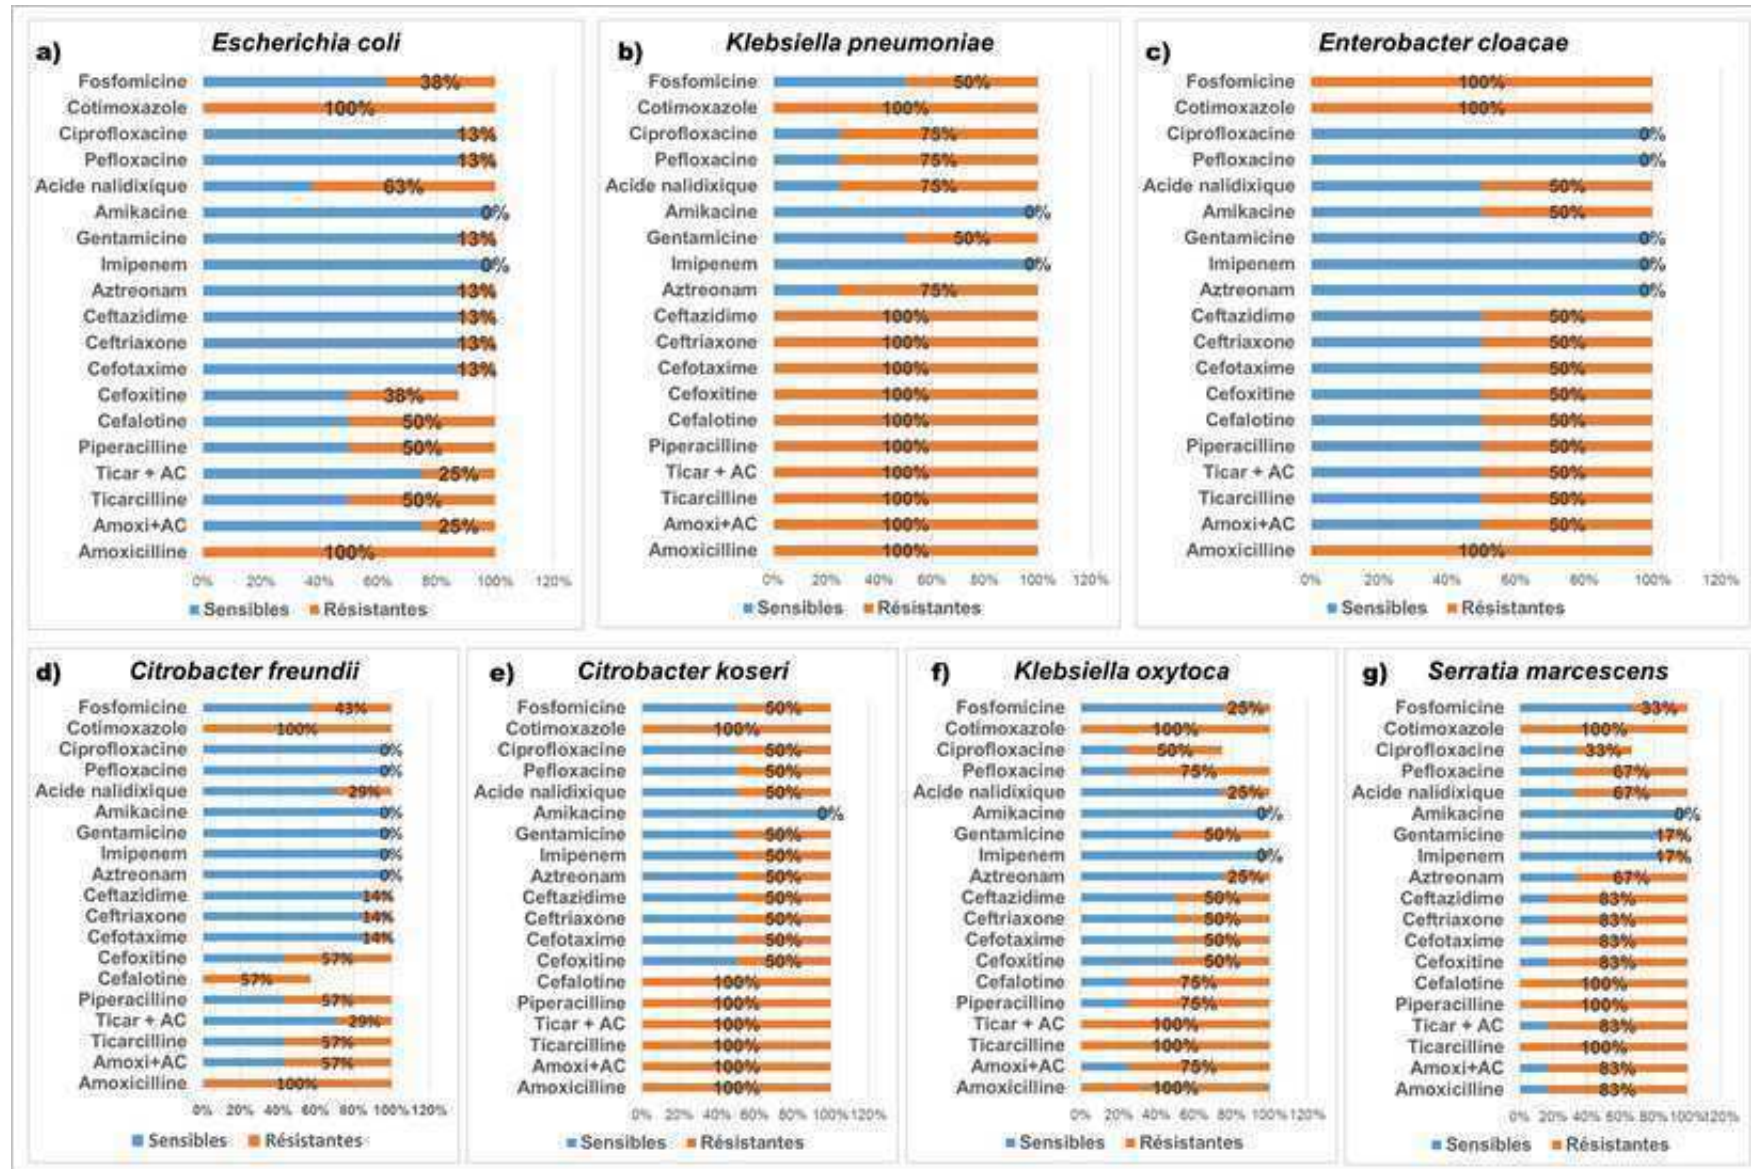 a) Escherichia coli
Fosfomicine 38%
Cotimoxazole 100%
Ciprofloxacine 13%
Pefloxacine 13%
Acide nalidixique 63%
Amikacine 0%
Gentamicine 13%
Imipenem 0%
Aztreonam 13%
Ceftazidime 13%
Ceftriaxone 13%
Cefotaxime 13%
Cefoxitine 38%
Cefalotine 50%
Piperacilline 50%
Ticar + AC 25%
Ticarcilline 50%
Amoxi+AC 25%
Amoxicilline 100%
0% 20% 40% 60% 80% 100% 120%
Sensibles Résistantes
b) Klebsiella pneumoniae
Fosfomicine 50%
Cotimoxazole 100%
Ciprofloxacine 75%
Pefloxacine 75%
Acide nalidixique 75%
Amikacine 0%
Gentamicine 50%
Imipenem 0%
Aztreonam 75%
Ceftazidime 100%
Ceftriaxone 100%
Cefotaxime 100%
Cefoxitine 100%
Cefalotine 100%
Piperacilline 100%
Ticar + AC 100%
Ticarcilline 100%
Amoxi+AC 100%
Amoxicilline 100%
0% 20% 40% 60% 80% 100% 120%
Sensibles Résistantes
c) Enterobacter cloacae
Fosfomicine 100%
Cotimoxazole 100%
Ciprofloxacine 0%
Pefloxacine 0%
Acide nalidixique 50%
Amikacine 50%
Gentamicine 0%
Imipenem 0%
Aztreonam 0%
Ceftazidime 50%
Ceftriaxone 50%
Cefotaxime 50%
Cefoxitine 50%
Cefalotine 50%
Piperacilline 50%
Ticar + AC 50%
Ticarcilline 50%
Amoxi+AC 50%
Amoxicilline 100%
0% 20% 40% 60% 80% 100% 120%
Sensibles Résistantes
d) Citrobacter freundii
Fosfomicine 43%
Cotimoxazole 100%
Ciprofloxacine 0%
Pefloxacine 0%
Acide nalidixique 29%
Amikacine 0%
Gentamicine 0%
Imipenem 0%
Aztreonam 0%
Ceftazidime 14%
Ceftriaxone 14%
Cefotaxime 14%
Cefoxitine 57%
Cefalotine 57%
Piperacilline 57%
Ticar + AC 29%
Ticarcilline 57%
Amoxi+AC 57%
Amoxicilline 100%
0% 20% 40% 60% 80% 100% 120%
Sensibles Résistantes
e) Citrobacter koseri
Fosfomicine 50%
Cotimoxazole 100%
Ciprofloxacine 50%
Pefloxacine 50%
Acide nalidixique 50%
Amikacine 0%
Gentamicine 50%
Imipenem 50%
Aztreonam 50%
Ceftazidime 50%
Ceftriaxone 50%
Cefotaxime 50%
Cefoxitine 50%
Cefalotine 100%
Piperacilline 100%
Ticar + AC 100%
Ticarcilline 100%
Amoxi+AC 100%
Amoxicilline 100%
0% 20% 40% 60% 80% 100% 120%
Sensibles Résistantes
f) Klebsiella oxytoca
Fosfomicine 25%
Cotimoxazole 100%
Ciprofloxacine 50%
Pefloxacine 75%
Acide nalidixique 25%
Amikacine 0%
Gentamicine 50%
Imipenem 0%
Aztreonam 25%
Ceftazidime 50%
Ceftriaxone 50%
Cefotaxime 50%
Cefoxitine 50%
Cefalotine 75%
Piperacilline 75%
Ticar + AC 100%
Ticarcilline 100%
Amoxi+AC 75%
Amoxicilline 100%
0% 20% 40% 60% 80% 100% 120%
Sensibles Résistantes
g) Serratia marcescens
Fosfomicine 33%
Cotimoxazole 100%
Ciprofloxacine 33%
Pefloxacine 67%
Acide nalidixique 67%
Amikacine 0%
Gentamicine 17%
Imipenem 17%
Aztreonam 67%
Ceftazidime 83%
Ceftriaxone 83%
Cefotaxime 83%
Cefoxitine 83%
Cefalotine 100%
Piperacilline 100%
Ticar + AC 83%
Ticarcilline 100%
Amoxi+AC 83%
Amoxicilline 83%
0% 20% 40% 60% 80% 100% 120%
Sensibles Résistantes